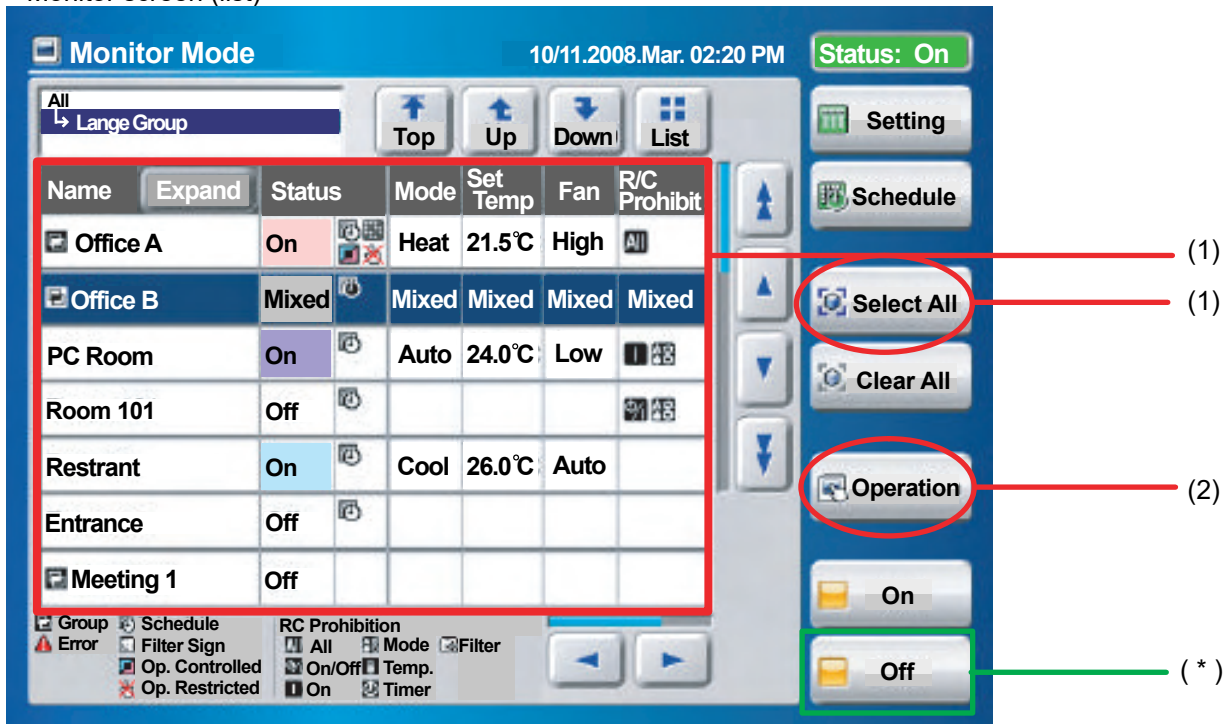 Monitor screen (list)
Monitor Mode
10/11.2008.Mar. 02:20 PM
Status: On
All
Lange Group
Top
Up
Down
List
Setting
Name Expand Status Mode Set Temp Fan R/C Prohibit
Schedule
Office A On Heat 21.5℃ High All
(1)
Office B Mixed Mixed Mixed Mixed Mixed
Select All
(1)
PC Room On Auto 24.0℃ Low
Clear All
Room 101 Off
Restrant On Cool 26.0℃ Auto
Operation
(2)
Entrance Off
Meeting 1 Off
On
Group Schedule RC Prohibition
Error Filter Sign All Mode Filter
Op. Controlled On/Off Temp.
Op. Restricted On Timer
Off
( * )